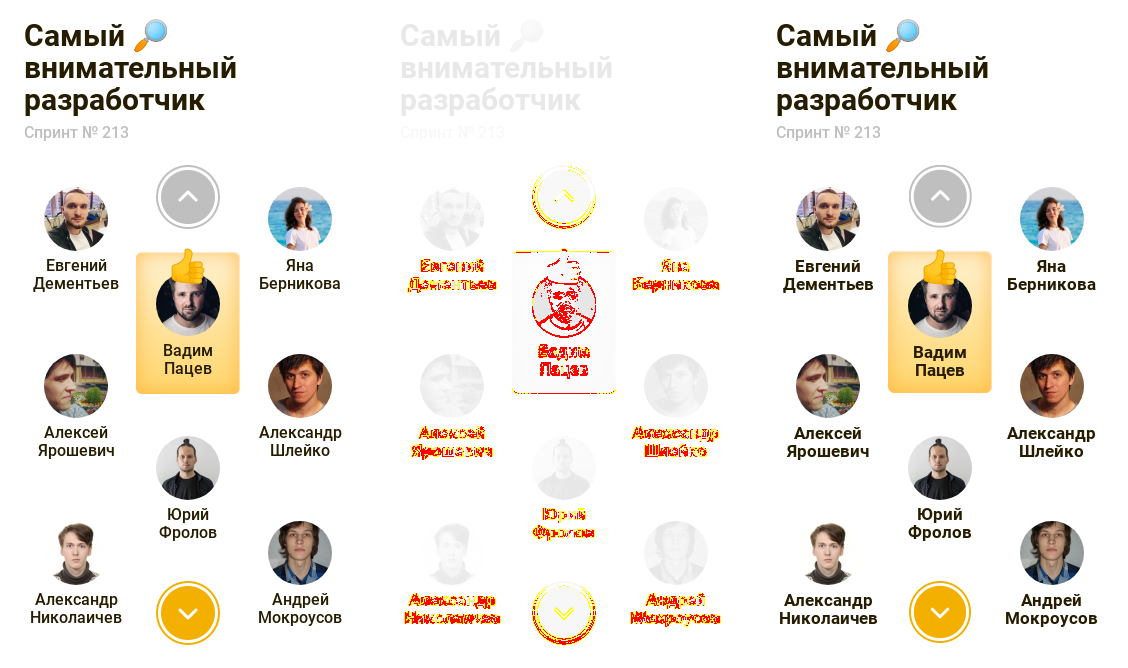 Самый 🔎
внимательный
разработчик
Спринт № 213
Евгений
Дементьев
Яна
Берникова
Вадим
Пацев
Алексей
Ярошевич
Александр
Шлейко
Юрий
Фролов
Александр
Николаичев
Андрей
Мокроусов
Самый 🔎
внимательный
разработчик
Спринт № 213
Евгений
Дементьев
Яна
Берникова
Вадим
Пацев
Алексей
Ярошевич
Александр
Шлейко
Юрий
Фролов
Александр
Николаичев
Андрей
Мокроусов
Самый 🔎
внимательный
разработчик
Спринт № 213
Евгений
Дементьев
Яна
Берникова
Вадим
Пацев
Алексей
Ярошевич
Александр
Шлейко
Юрий
Фролов
Александр
Николаичев
Андрей
Мокроусов